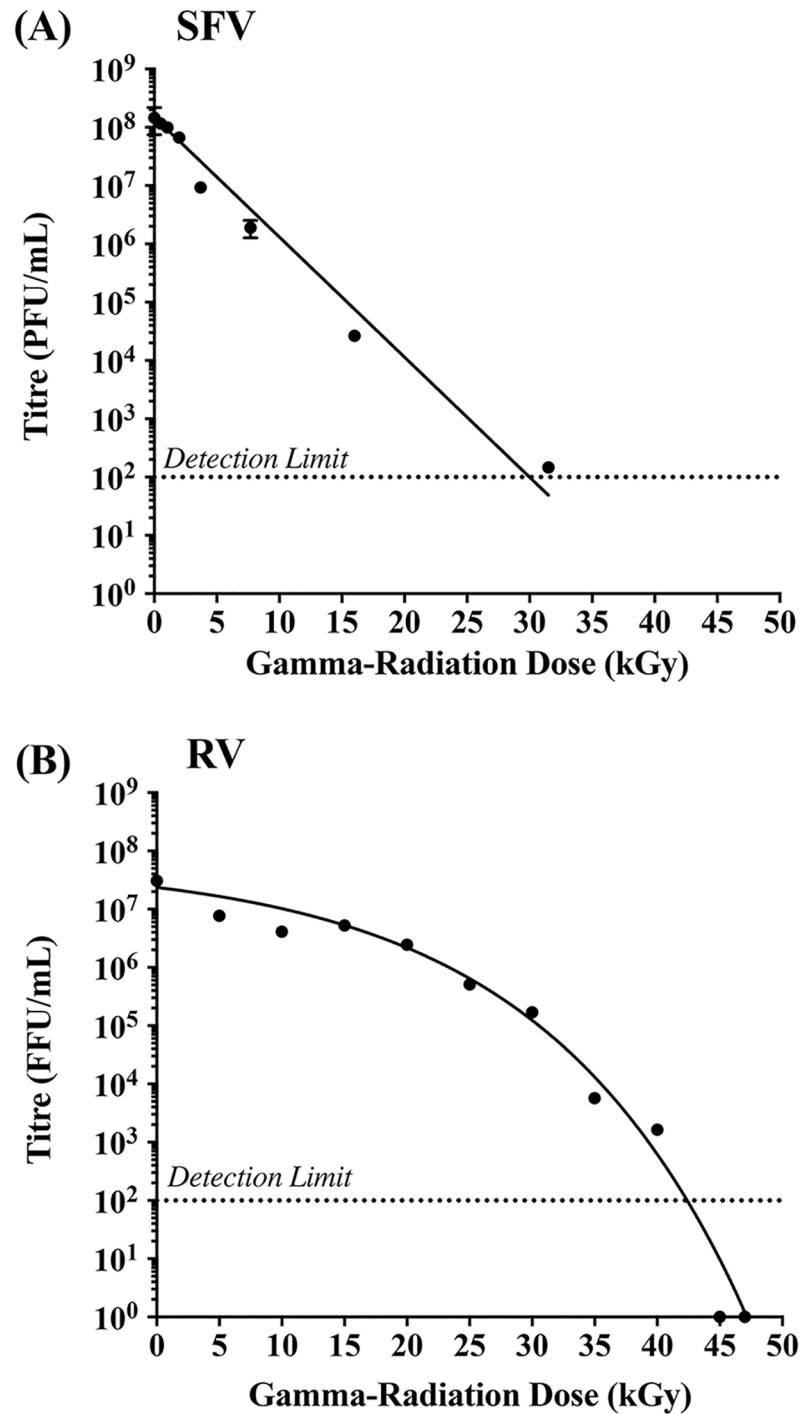 (A) SFV
10⁹
10⁸
10⁷
10⁶
10⁵
10⁴
10³
10²
10¹
10⁰
Titre (PFU/mL)
Detection Limit
0 5 10 15 20 25 30 35 40 45 50
Gamma-Radiation Dose (kGy)
(B) RV
10⁹
10⁸
10⁷
10⁶
10⁵
10⁴
10³
10²
10¹
10⁰
Titre (FFU/mL)
Detection Limit
0 5 10 15 20 25 30 35 40 45 50
Gamma-Radiation Dose (kGy)